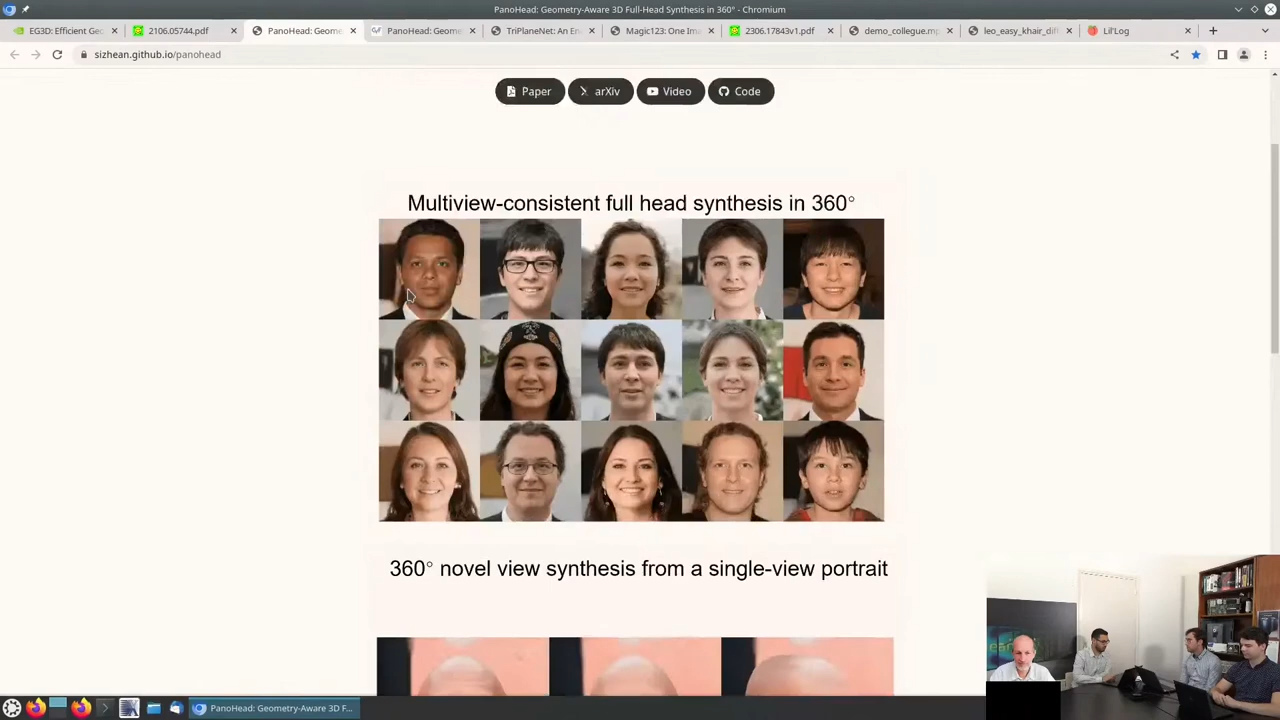 PanoHead: Geometry-Aware 3D Full-Head Synthesis in 360° - Chromium
EG3D: Efficient Geo
2106.05744.pdf
PanoHead: Geome
PanoHead: Geome
TriPlaneNet: An En
Magic123: One Ima
2306.17843v1.pdf
demo_collegue.mp
leo_easy_khair_diff
Lil'Log
sizhean.github.io/panohead
Paper
arXiv
Video
Code
Multiview-consistent full head synthesis in 360°
360° novel view synthesis from a single-view portrait
PanoHead: Geometry-Aware 3D F...